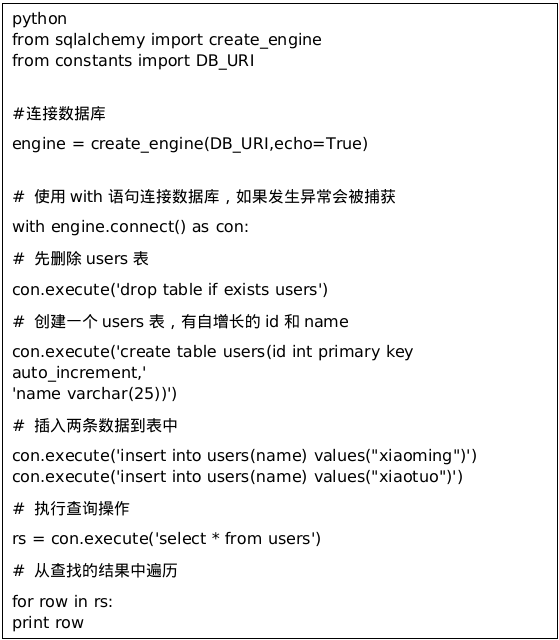 python
from sqlalchemy import create_engine
from constants import DB_URI
#连接数据库
engine = create_engine(DB_URI,echo=True)
# 使用 with 语句连接数据库，如果发生异常会被捕获
with engine.connect() as con:
# 先删除 users 表
con.execute('drop table if exists users')
# 创建一个 users 表，有自增长的 id 和 name
con.execute('create table users(id int primary key
auto_increment,'
'name varchar(25))')
# 插入两条数据到表中
con.execute('insert into users(name) values("xiaoming")')
con.execute('insert into users(name) values("xiaotuo")')
# 执行查询操作
rs = con.execute('select * from users')
# 从查找的结果中遍历
for row in rs:
print row